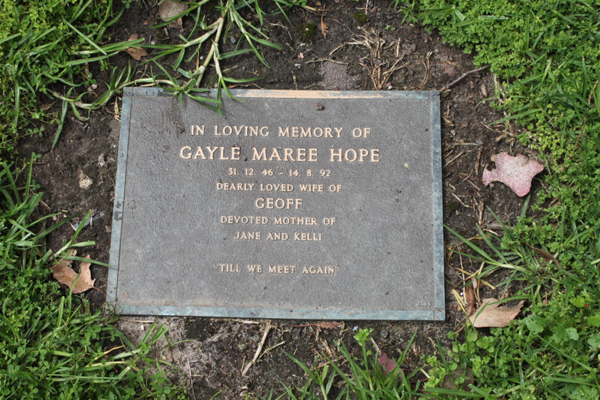 IN LOVING MEMORY OF
GAYLE MAREE HOPE
31. 12. 46 - 14. 8. 92
DEARLY LOVED WIFE OF
GEOFF
DEVOTED MOTHER OF
JANE AND KELLI
'TILL WE MEET AGAIN'